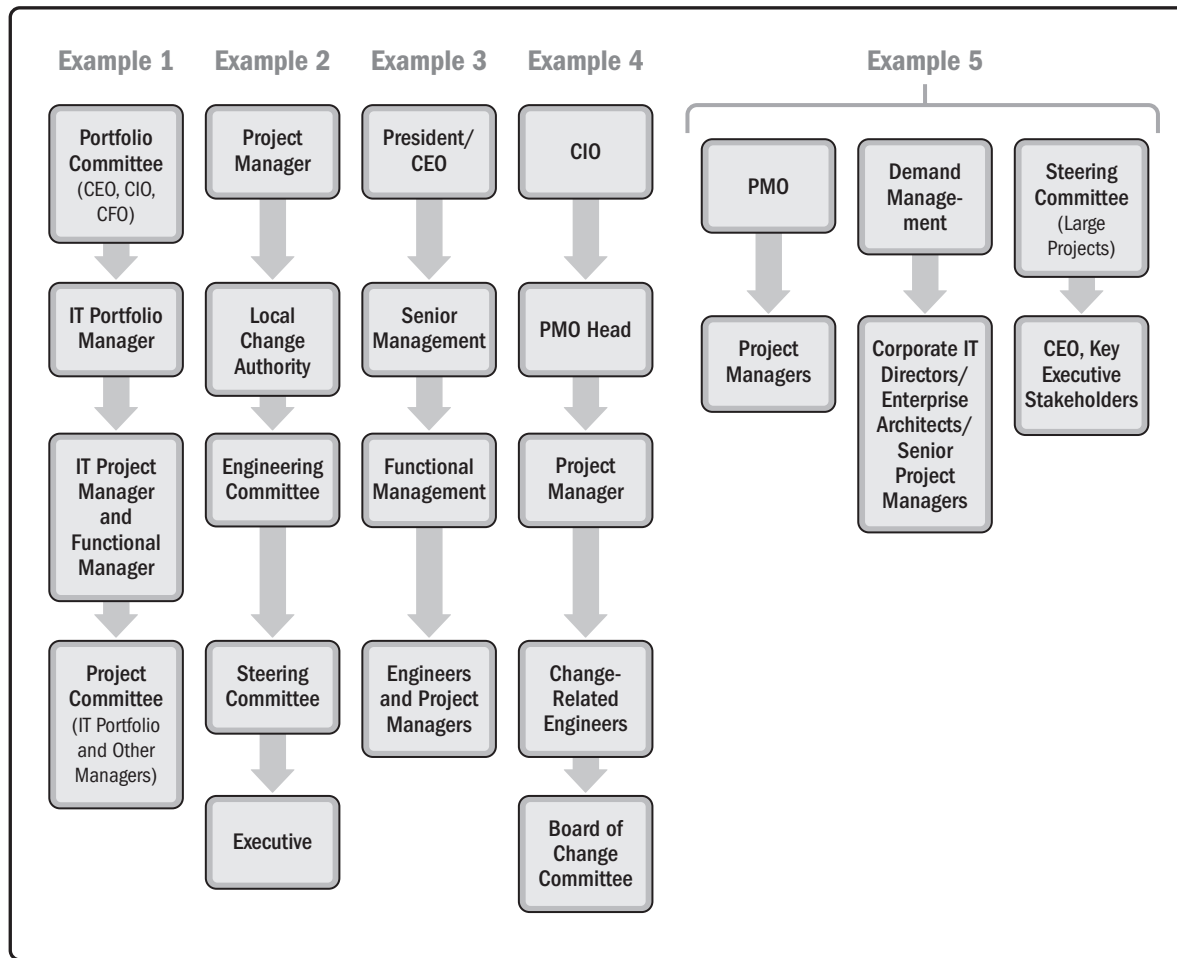 Example 1
Portfolio
Committee
(CEO, CIO,
CFO)
IT Portfolio
Manager
IT Project
Manager
and
Functional
Manager
Project
Committee
(IT Portfolio
and Other
Managers)
Example 2
Project
Manager
Local
Change
Authority
Engineering
Committee
Steering
Committee
Executive
Example 3
President/
CEO
Senior
Management
Functional
Management
Engineers
and Project
Managers
Example 4
CIO
PMO Head
Project
Manager
Change-
Related
Engineers
Board of
Change
Committee
Example 5
PMO
Project
Managers
Demand
Manage-
ment
Corporate IT
Directors/
Enterprise
Architects/
Senior
Project
Managers
Steering
Committee
(Large
Projects)
CEO, Key
Executive
Stakeholders